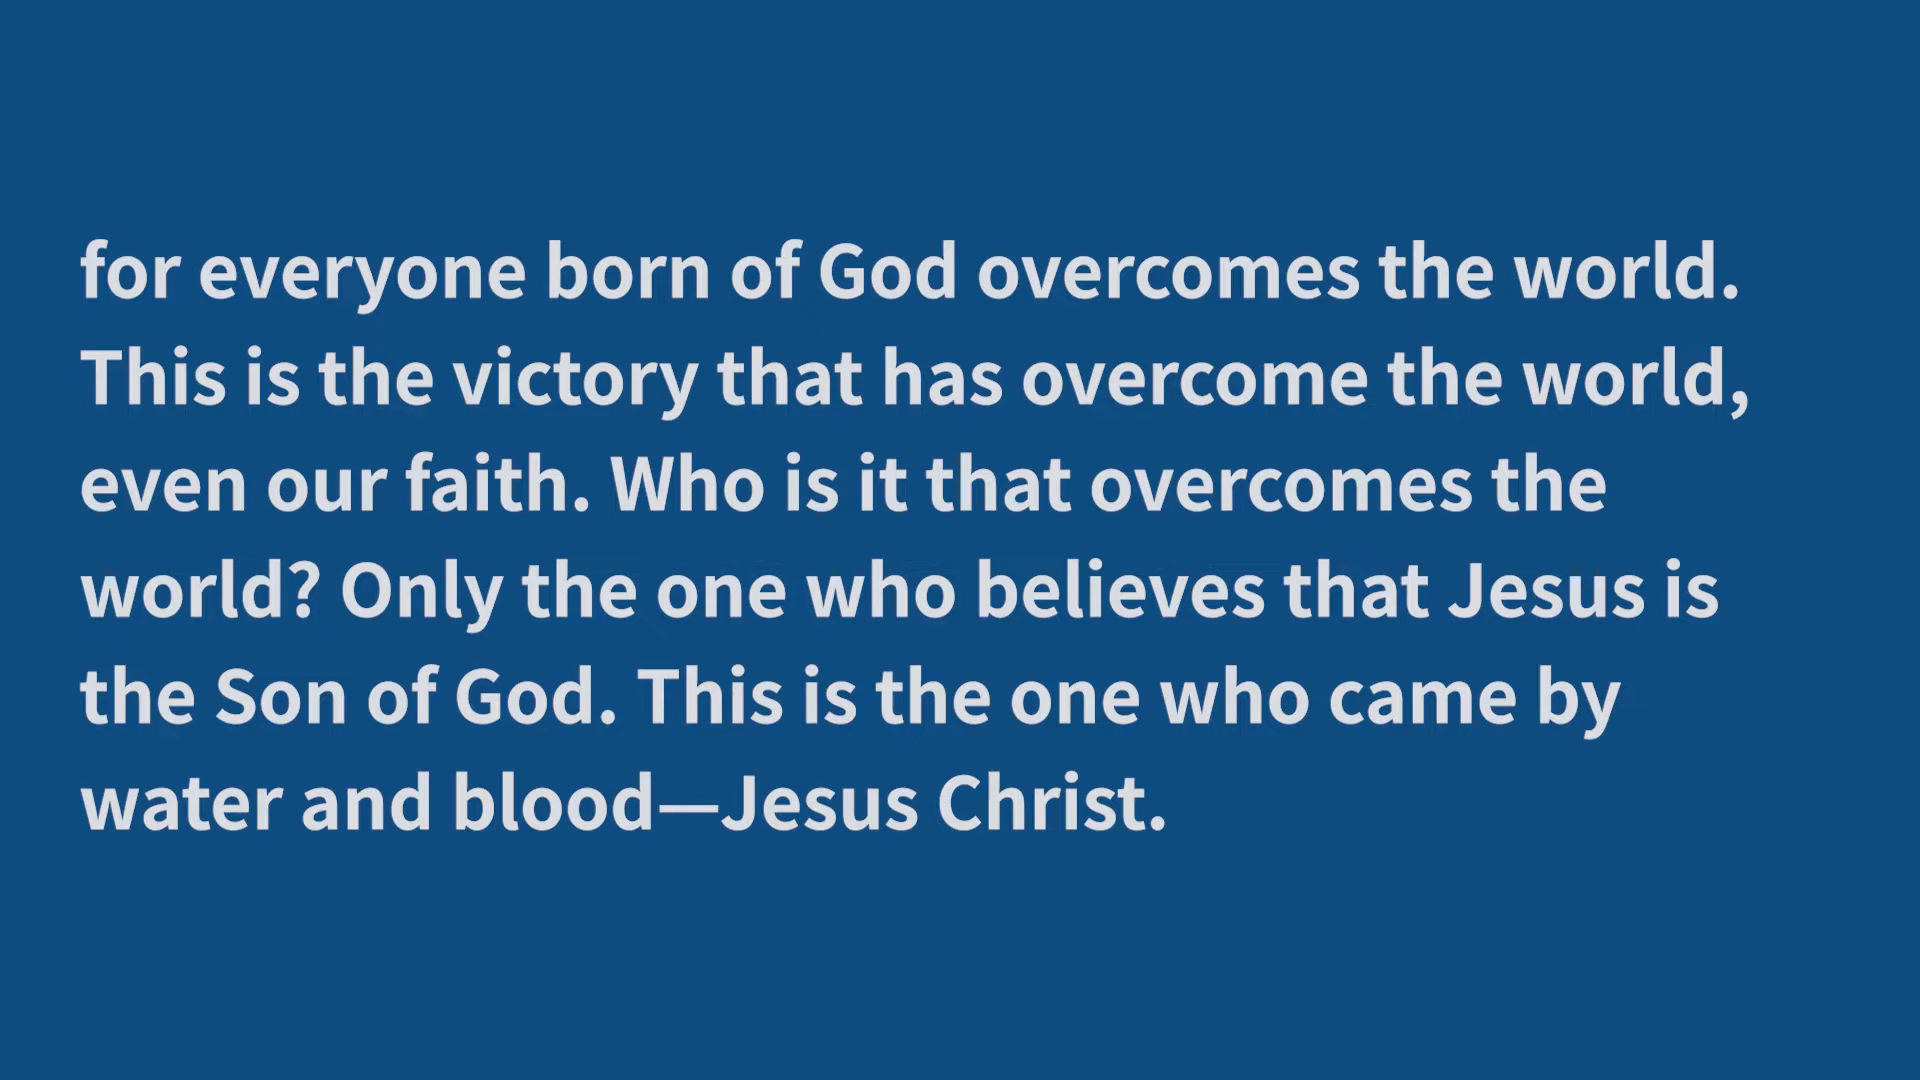 for everyone born of God overcomes the world.
This is the victory that has overcome the world,
even our faith. Who is it that overcomes the
world? Only the one who believes that Jesus is
the Son of God. This is the one who came by
water and blood—Jesus Christ.